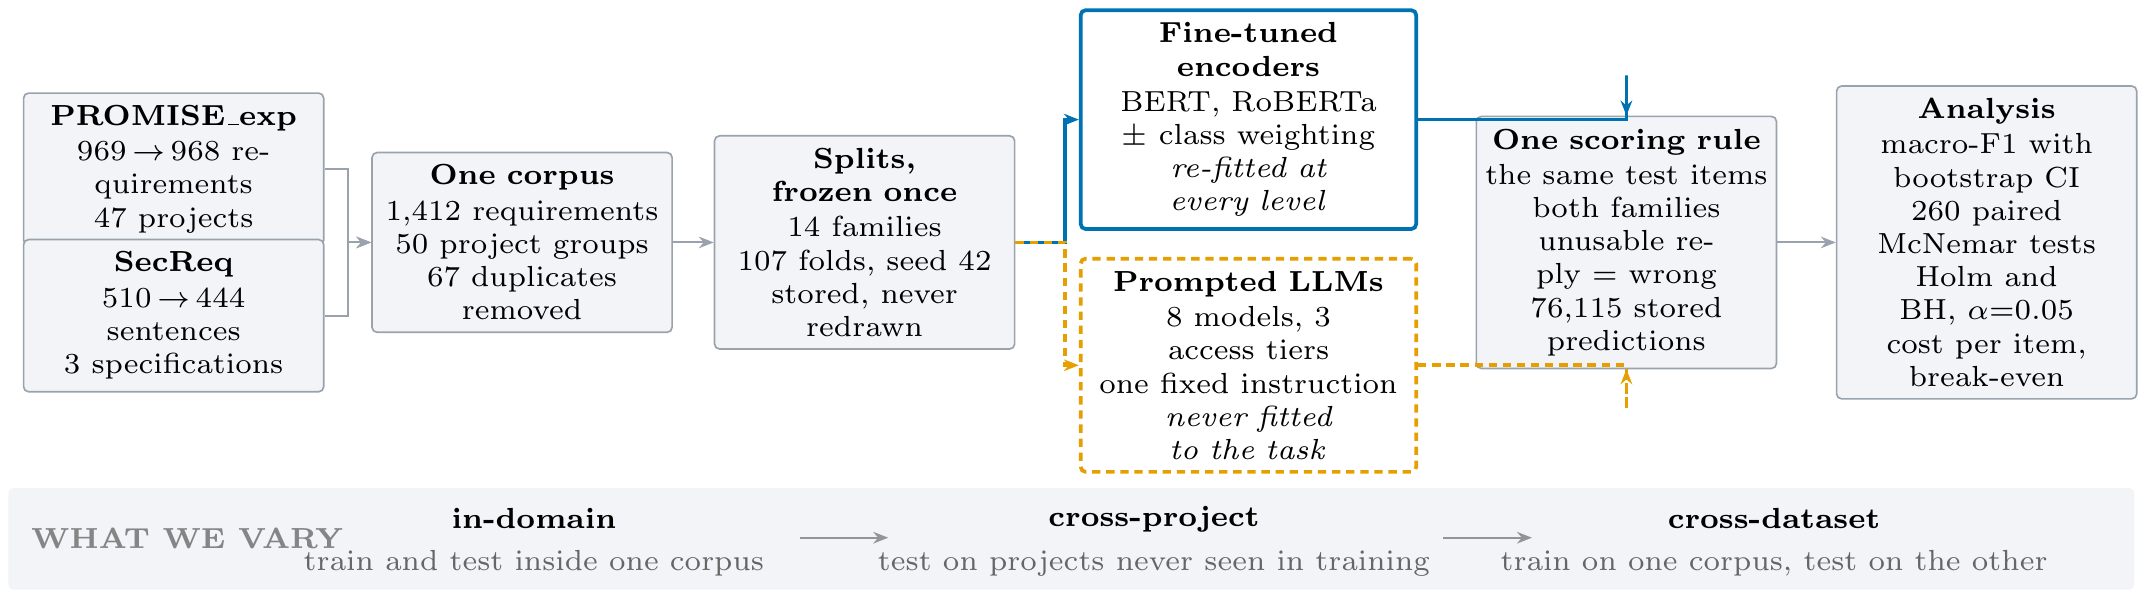 PROMISE_exp
969→968 re-
quirements
47 projects
SecReq
510→444
sentences
3 specifications
One corpus
1,412 requirements
50 project groups
67 duplicates
removed
Splits,
frozen once
14 families
107 folds, seed 42
stored, never
redrawn
Fine-tuned
encoders
BERT, RoBERTa
± class weighting
re-fitted at
every level
Prompted LLMs
8 models, 3
access tiers
one fixed instruction
never fitted
to the task
One scoring rule
the same test items
both families
unusable re-
ply = wrong
76,115 stored
predictions
Analysis
macro-F1 with
bootstrap CI
260 paired
McNemar tests
Holm and
BH, α=0.05
cost per item,
break-even
WHAT WE VARY
in-domain
train and test inside one corpus
cross-project
test on projects never seen in training
cross-dataset
train on one corpus, test on the other